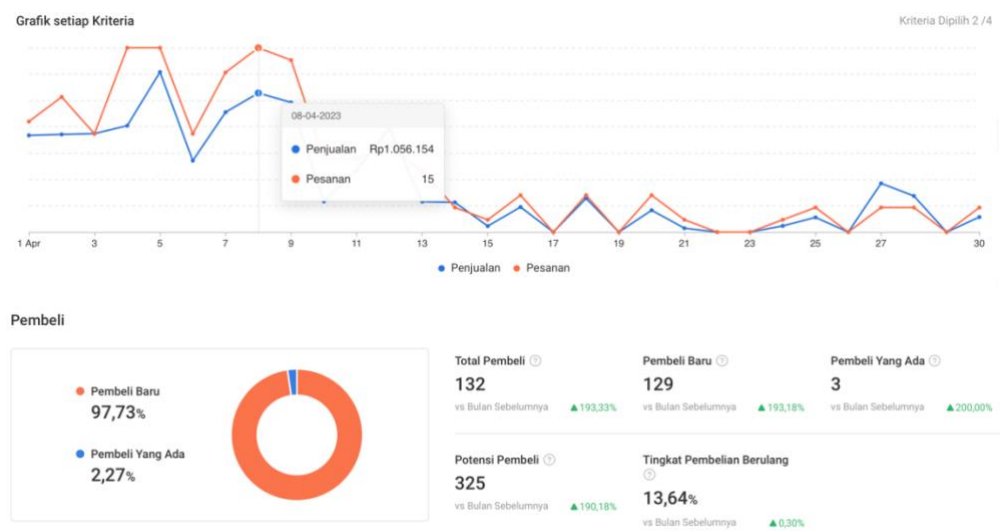 Grafik setiap Kriteria
Kriteria Dipilih 2 /4
08-04-2023
Penjualan Rp1.056.154
Pesanan 15
1 Apr 3 5 7 9 11 13 15 17 19 21 23 25 27 30
Penjualan Pesanan
Pembeli
Pembeli Baru
97,73%
Pembeli Yang Ada
2,27%
Total Pembeli Pembeli Baru Pembeli Yang Ada
132 129 3
vs Bulan Sebelumnya 193,33% vs Bulan Sebelumnya 193,18% vs Bulan Sebelumnya 200,00%
Potensi Pembeli Tingkat Pembelian Berulang
325
13,64%
vs Bulan Sebelumnya 190,18%
vs Bulan Sebelumnya 0,30%